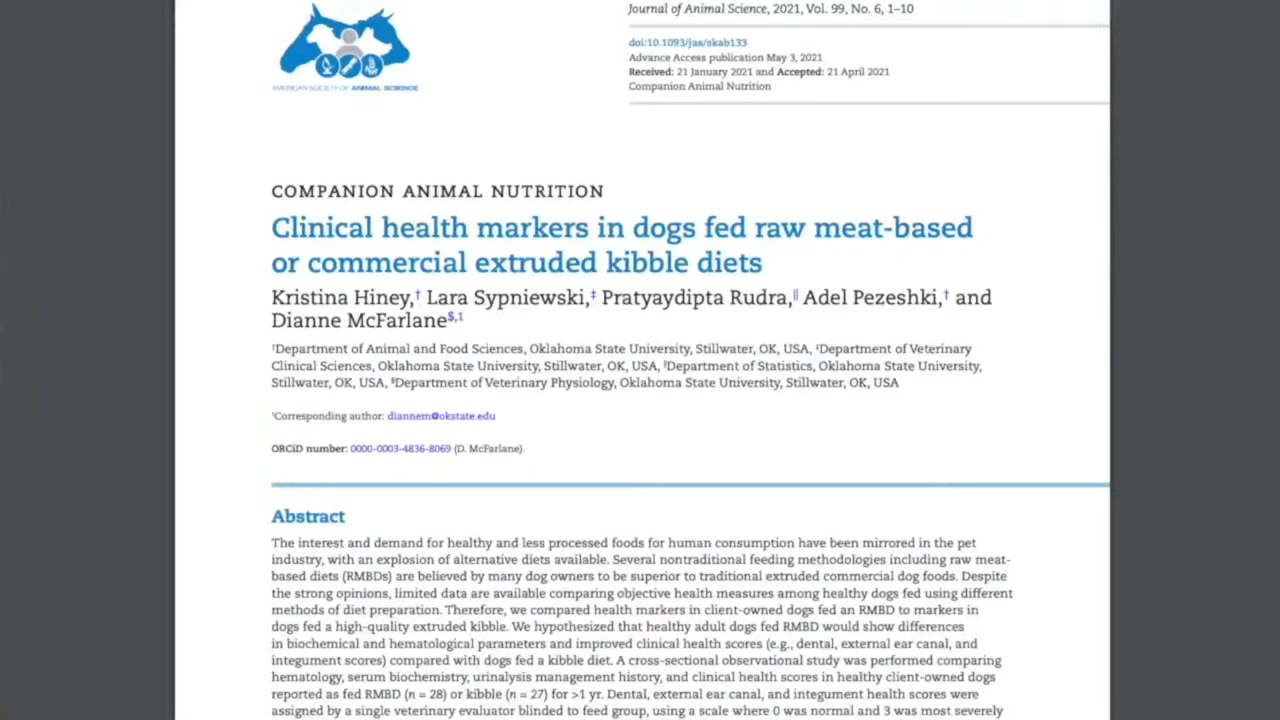 Journal of Animal Science, 2021, Vol. 99, No. 6, 1–10
doi:10.1093/jas/skab133
Advance Access publication May 3, 2021
Received: 21 January 2021 and Accepted: 21 April 2021
Companion Animal Nutrition
AMERICAN SOCIETY OF ANIMAL SCIENCE
COMPANION ANIMAL NUTRITION
Clinical health markers in dogs fed raw meat-based
or commercial extruded kibble diets
Kristina Hiney,† Lara Sypniewski,‡ Pratyaydipta Rudra,|| Adel Pezeshki,† and
Dianne McFarlane$,1
†Department of Animal and Food Sciences, Oklahoma State University, Stillwater, OK, USA, ‡Department of Veterinary
Clinical Sciences, Oklahoma State University, Stillwater, OK, USA, ||Department of Statistics, Oklahoma State University,
Stillwater, OK, USA, $Department of Veterinary Physiology, Oklahoma State University, Stillwater, OK, USA
1Corresponding author: diannem@okstate.edu
ORCiD number: 0000-0003-4836-8069 (D. McFarlane).
Abstract
The interest and demand for healthy and less processed foods for human consumption have been mirrored in the pet
industry, with an explosion of alternative diets available. Several nontraditional feeding methodologies including raw meat-
based diets (RMBDs) are believed by many dog owners to be superior to traditional extruded commercial dog foods. Despite
the strong opinions, limited data are available comparing objective health measures among healthy dogs fed using different
methods of diet preparation. Therefore, we compared health markers in client-owned dogs fed an RMBD to markers in
dogs fed a high-quality extruded kibble. We hypothesized that healthy adult dogs fed RMBD would show differences
in biochemical and hematological parameters and improved clinical health scores (e.g., dental, external ear canal, and
integument scores) compared with dogs fed a kibble diet. A cross-sectional observational study was performed comparing
hematology, serum biochemistry, urinalysis management history, and clinical health scores in healthy client-owned dogs
reported as fed RMBD (n = 28) or kibble (n = 27) for >1 yr. Dental, external ear canal, and integument health scores were
assigned by a single veterinary evaluator blinded to feed group, using a scale where 0 was normal and 3 was most severely